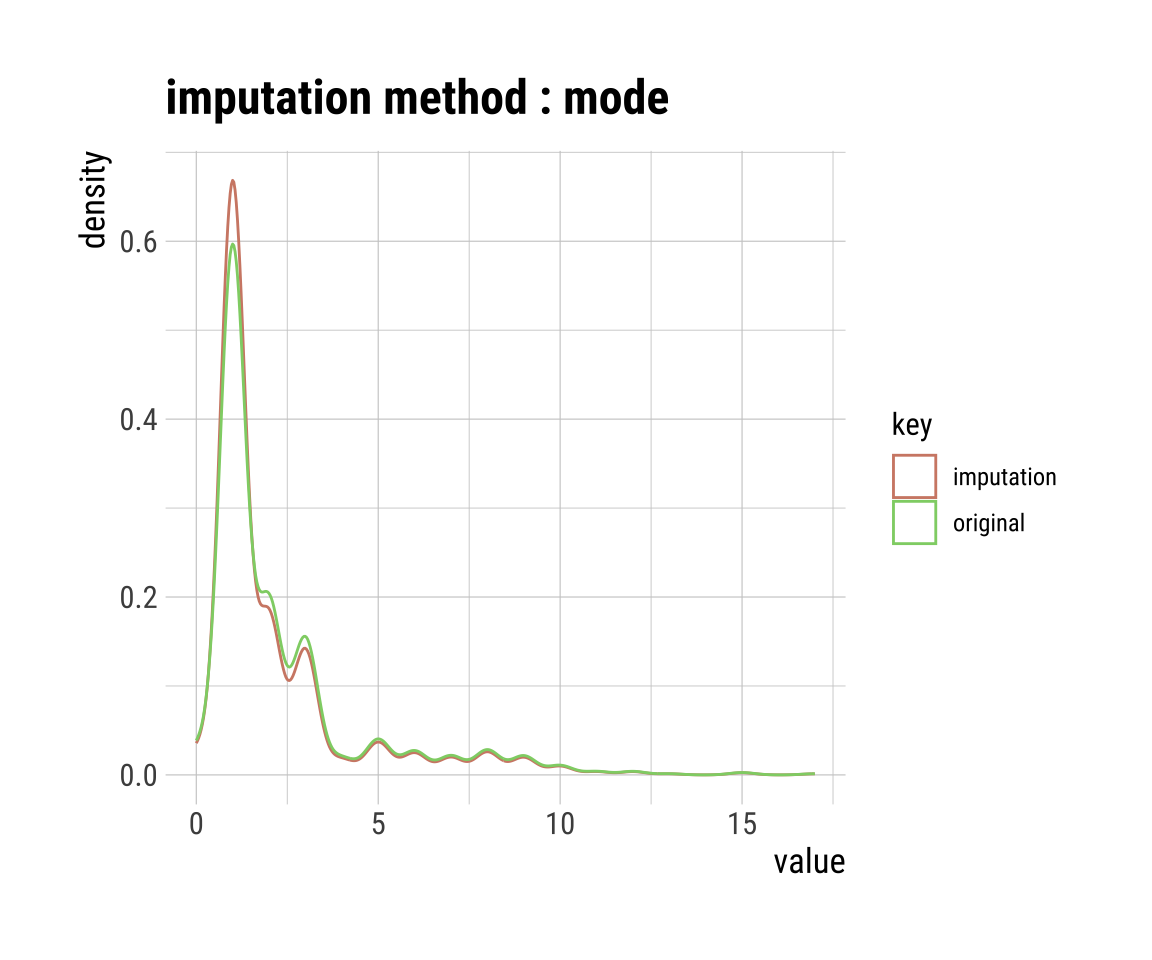 imputation method : mode
density
0.6
0.4
0.2
0.0
0 5 10 15
value
key
imputation
original